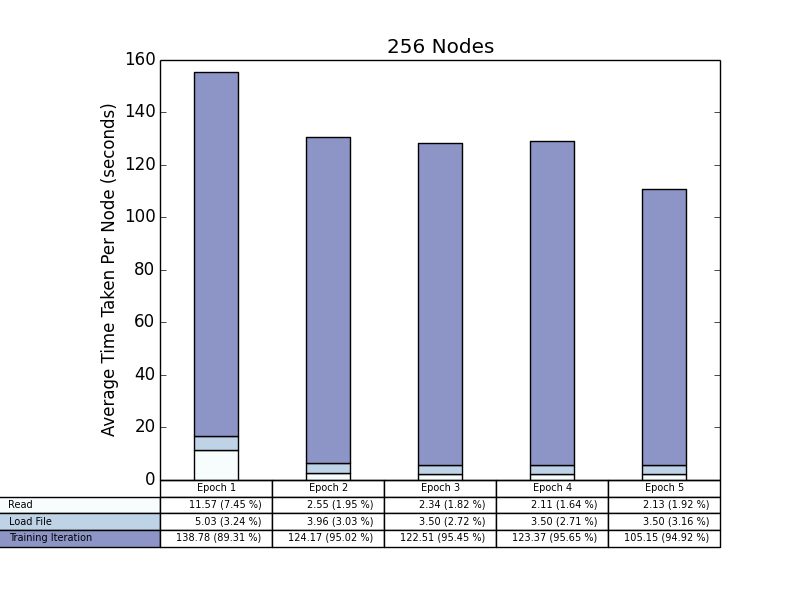 256 Nodes
Average Time Taken Per Node (seconds)
160
140
120
100
80
60
40
20
0
Epoch 1 Epoch 2 Epoch 3 Epoch 4 Epoch 5
Read 11.57 (7.45 %) 2.55 (1.95 %) 2.34 (1.82 %) 2.11 (1.64 %) 2.13 (1.92 %)
Load File 5.03 (3.24 %) 3.96 (3.03 %) 3.50 (2.72 %) 3.50 (2.71 %) 3.50 (3.16 %)
Training Iteration 138.78 (89.31 %) 124.17 (95.02 %) 122.51 (95.45 %) 123.37 (95.65 %) 105.15 (94.92 %)